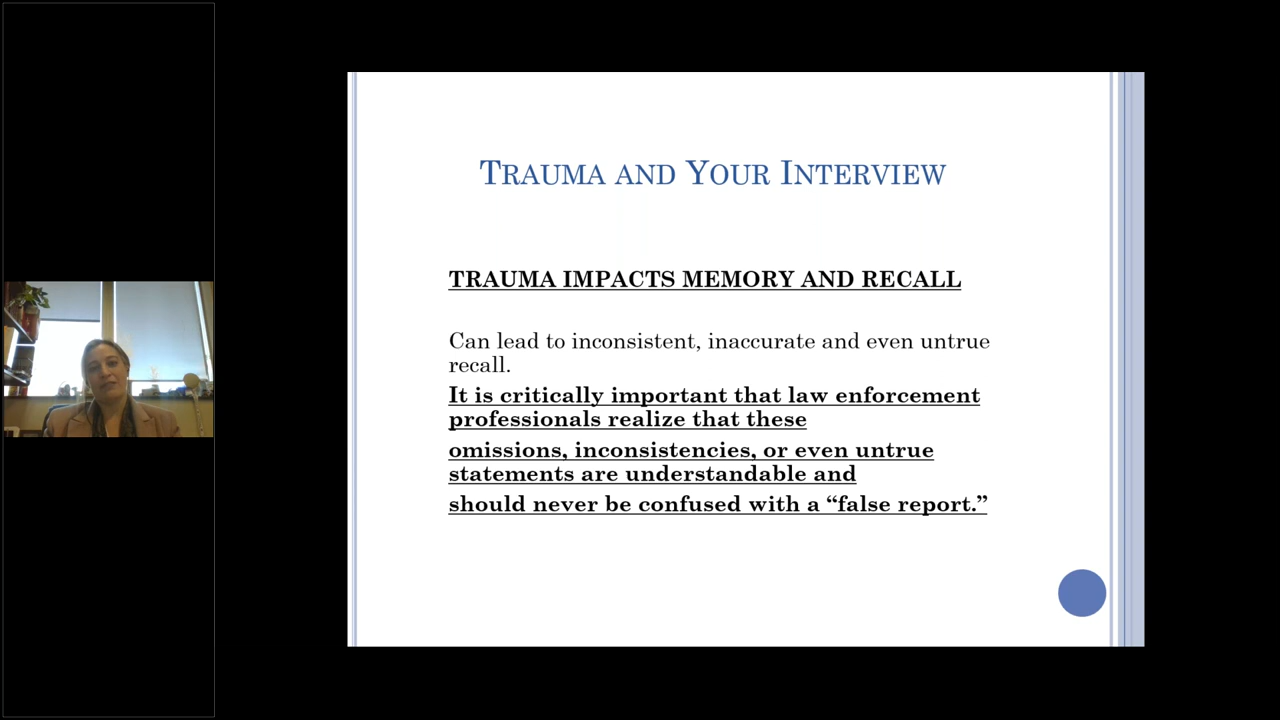 TRAUMA AND YOUR INTERVIEW
TRAUMA IMPACTS MEMORY AND RECALL
Can lead to inconsistent, inaccurate and even untrue
recall.
It is critically important that law enforcement
professionals realize that these
omissions, inconsistencies, or even untrue
statements are understandable and
should never be confused with a “false report.”